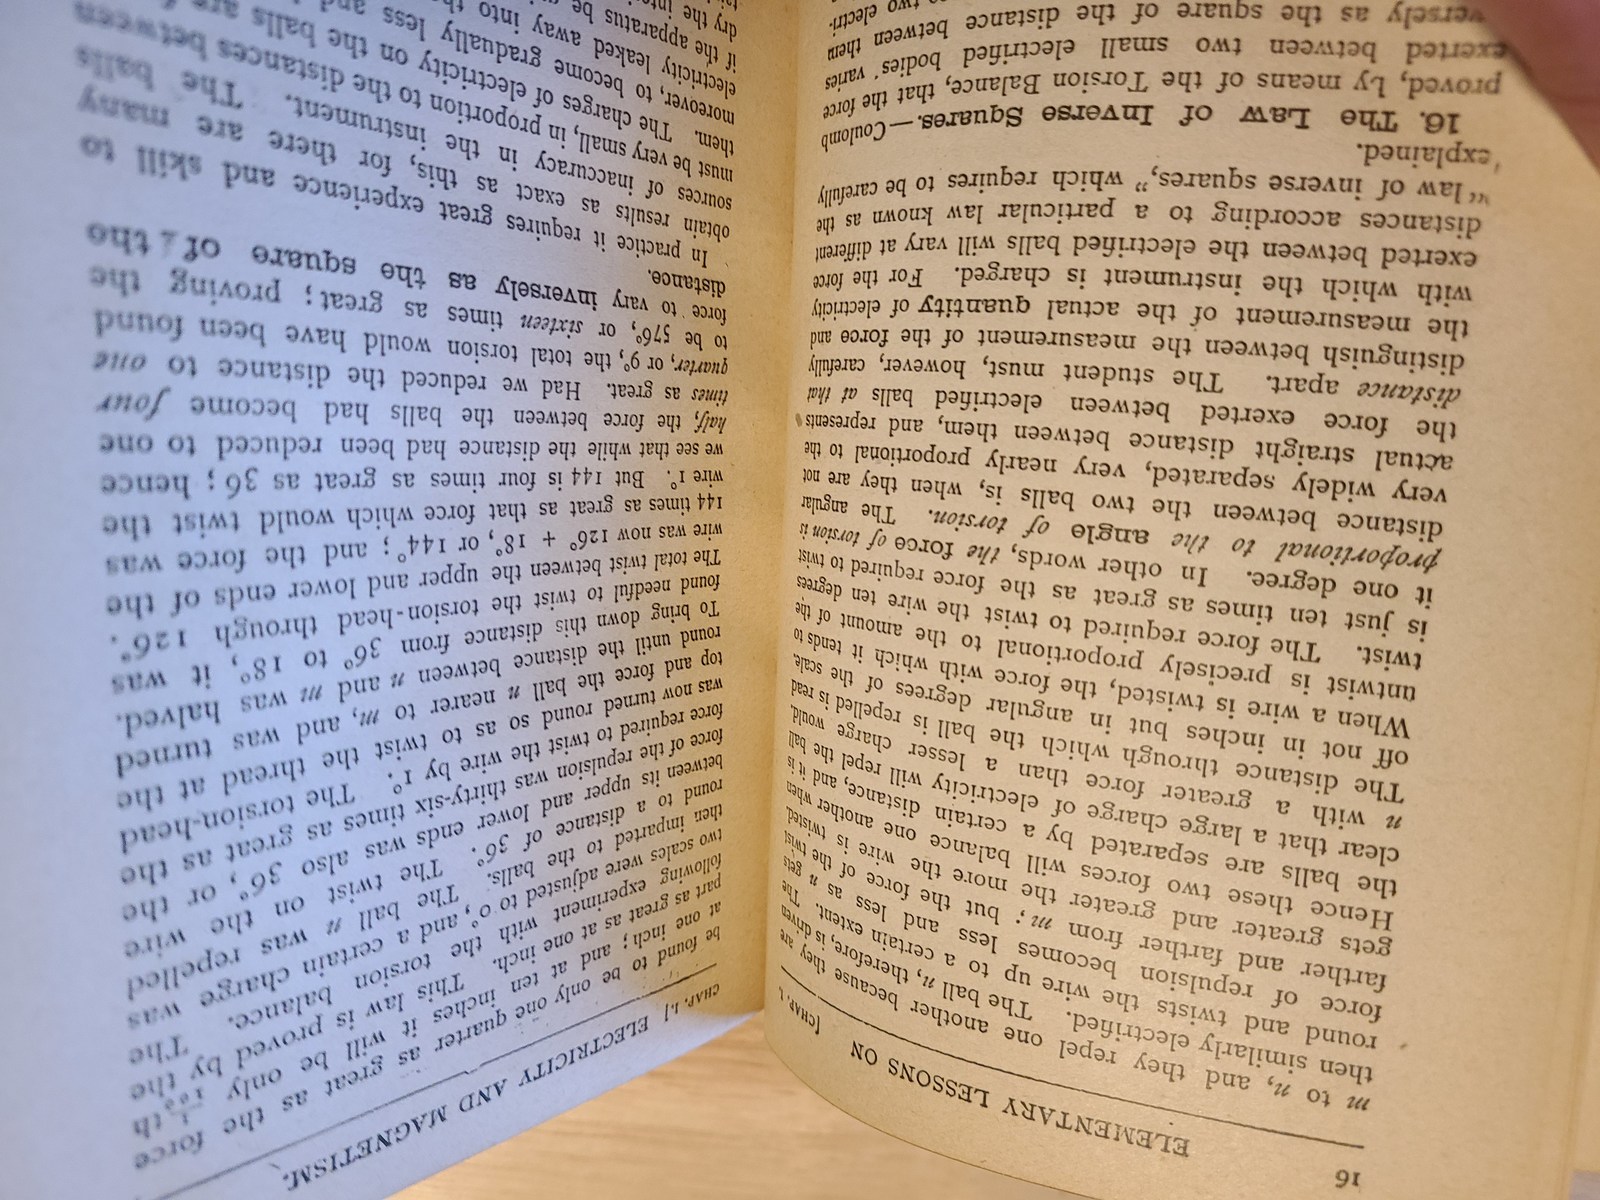 16
ELEMENTARY LESSONS ON
[CHAP. I.
m to n, and they repel one another because they are
then similarly electrified. The ball n, therefore, is driven
round and twists the wire up to a certain extent. The
force of repulsion becomes less and less as n gets
farther and farther from m; but the force of the twist
gets greater and greater the more the wire is twisted.
Hence these two forces will balance one another when
the balls are separated by a certain distance, and it is
clear that a large charge of electricity will repel the ball
n with a greater force than a lesser charge would.
The distance through which the ball is repelled is read
off not in inches but in angular degrees of the scale.
When a wire is twisted, the force with which it tends to
untwist is precisely proportional to the amount of the
twist. The force required to twist the wire ten degrees
is just ten times as great as the force required to twist
it one degree. In other words, the force of torsion is
proportional to the angle of torsion. The angular
distance between the two balls is, when they are not
very widely separated, very nearly proportional to the
actual straight distance between them, and represents
the force exerted between electrified balls at that
distance apart. The student must, however, carefully
distinguish between the measurement of the force and
the measurement of the actual quantity of electricity
with which the instrument is charged. For the force
exerted between the electrified balls will vary at different
distances according to a particular law known as the
“law of inverse squares,” which requires to be carefully
explained.
16. The Law of Inverse Squares.—Coulomb
proved, by means of the Torsion Balance, that the force
exerted between two small electrified bodies varies
inversely as the square of the distance between them
two electri-
CHAP. I.] ELECTRICITY AND MAGNETISM.
be found to be only one quarter as great as the force
at one inch; and at ten inches it will be only 1/100 th
part as great as at one inch. This law is proved by the
following experiment with the torsion balance. The
two scales were adjusted to 0°, and a certain charge was
then imparted to the balls. The ball n was repelled
round to a distance of 36°. The twist on the wire
between its upper and lower ends was also 36°, or the
force of the repulsion was thirty-six times as great as the
force required to twist the wire by 1°. The torsion-head
was now turned round so as to twist the thread at the
top and force the ball n nearer to m, and was turned
round until the distance between n and m was halved.
To bring down this distance from 36° to 18°, it was
found needful to twist the torsion-head through 126°.
The total twist between the upper and lower ends of the
wire was now 126° + 18°, or 144°; and the force was
144 times as great as that force which would twist the
wire 1°. But 144 is four times as great as 36; hence
we see that while the distance had been reduced to one
half, the force between the balls had become four
times as great. Had we reduced the distance to one
quarter, or 9°, the total torsion would have been found
to be 576°, or sixteen times as great; proving the
force to vary inversely as the square of the
distance.
In practice it requires great experience and skill to
obtain results as exact as this, for there are many
sources of inaccuracy in the instrument. The balls
must be very small, in proportion to the distances between
them. The charges of electricity on the balls are
moreover, to become gradually less and
electricity leaked away into the
if the apparatus be
dry the